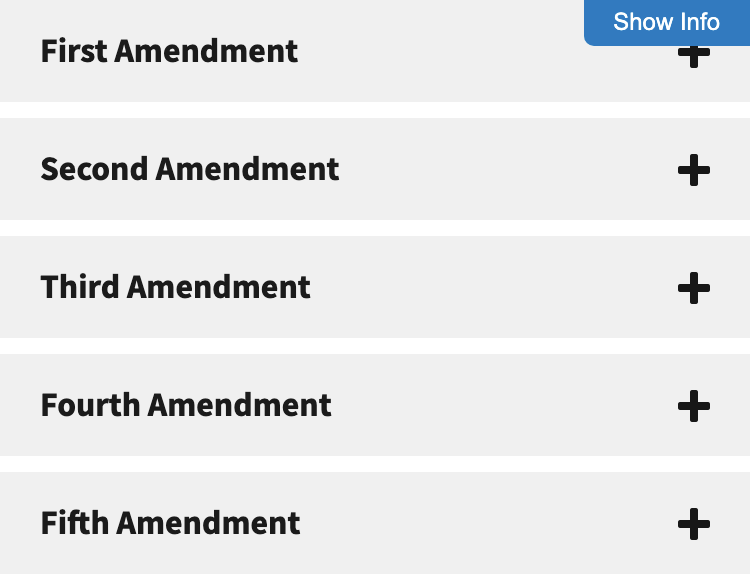 Show Info
First Amendment
Second Amendment
Third Amendment
Fourth Amendment
Fifth Amendment